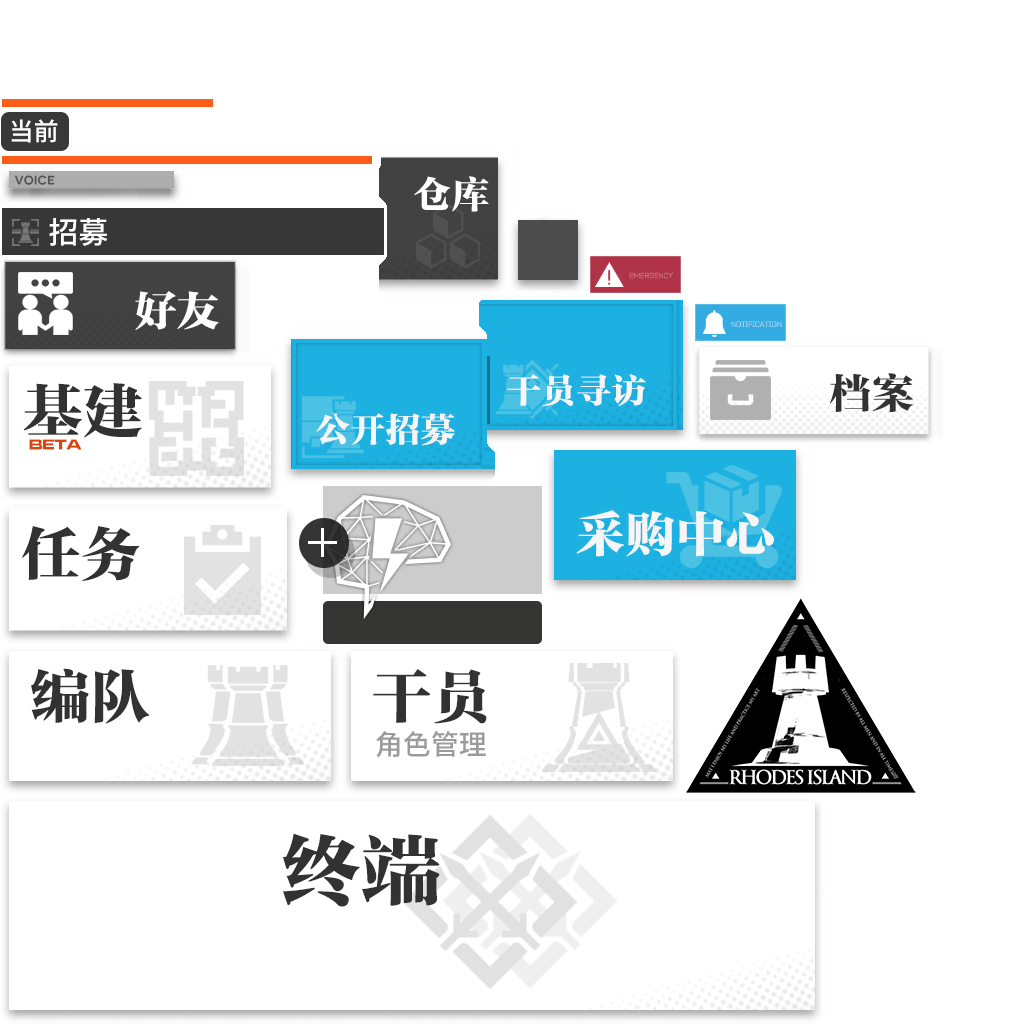 当前
VOICE
仓库
招募
EMERGENCY
好友
NOTIFICATION
干员寻访
档案
基建
BETA
公开招募
采购中心
任务
编队
干员
角色管理
RHODES ISLAND
终端